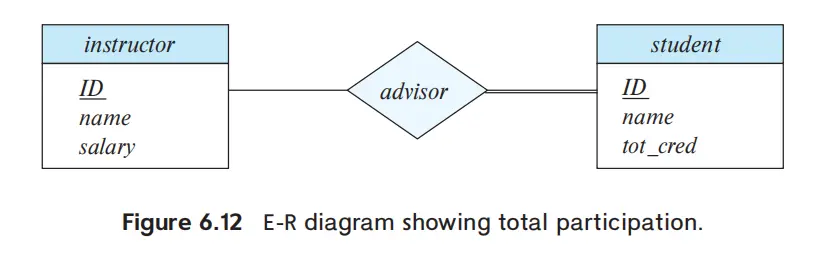 instructor
ID
name
salary
advisor
student
ID
name
tot_cred
Figure 6.12 E-R diagram showing total participation.